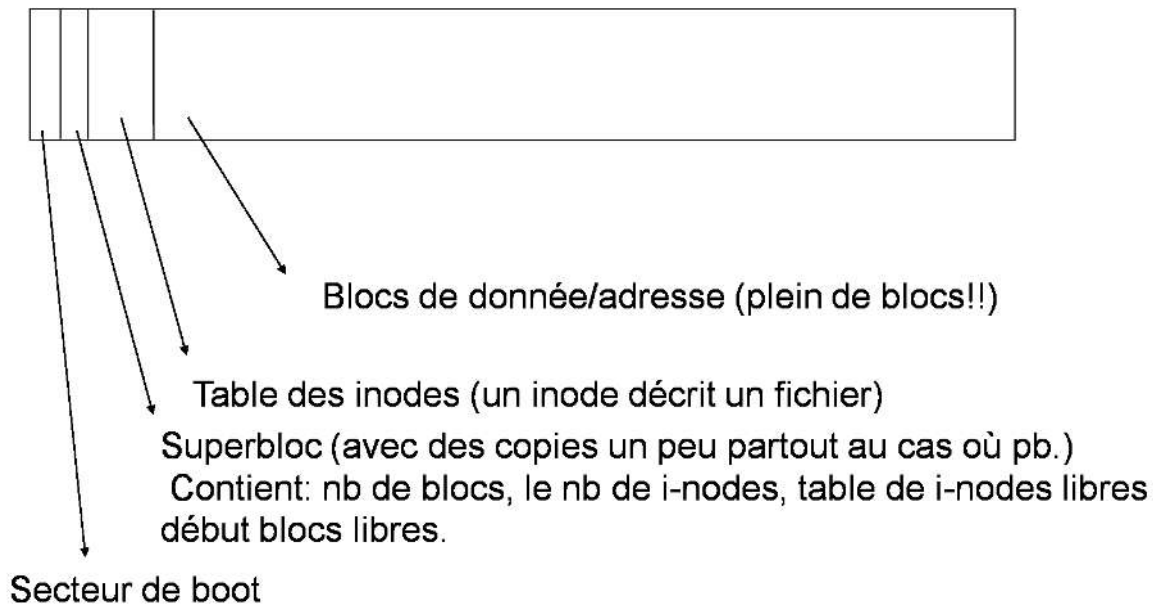 Blocs de donnée/adresse (plein de blocs!!)
Table des inodes (un inode décrit un fichier)
Superbloc (avec des copies un peu partout au cas où pb.)
Contient: nb de blocs, le nb de i-nodes, table de i-nodes libres
début blocs libres.
Secteur de boot